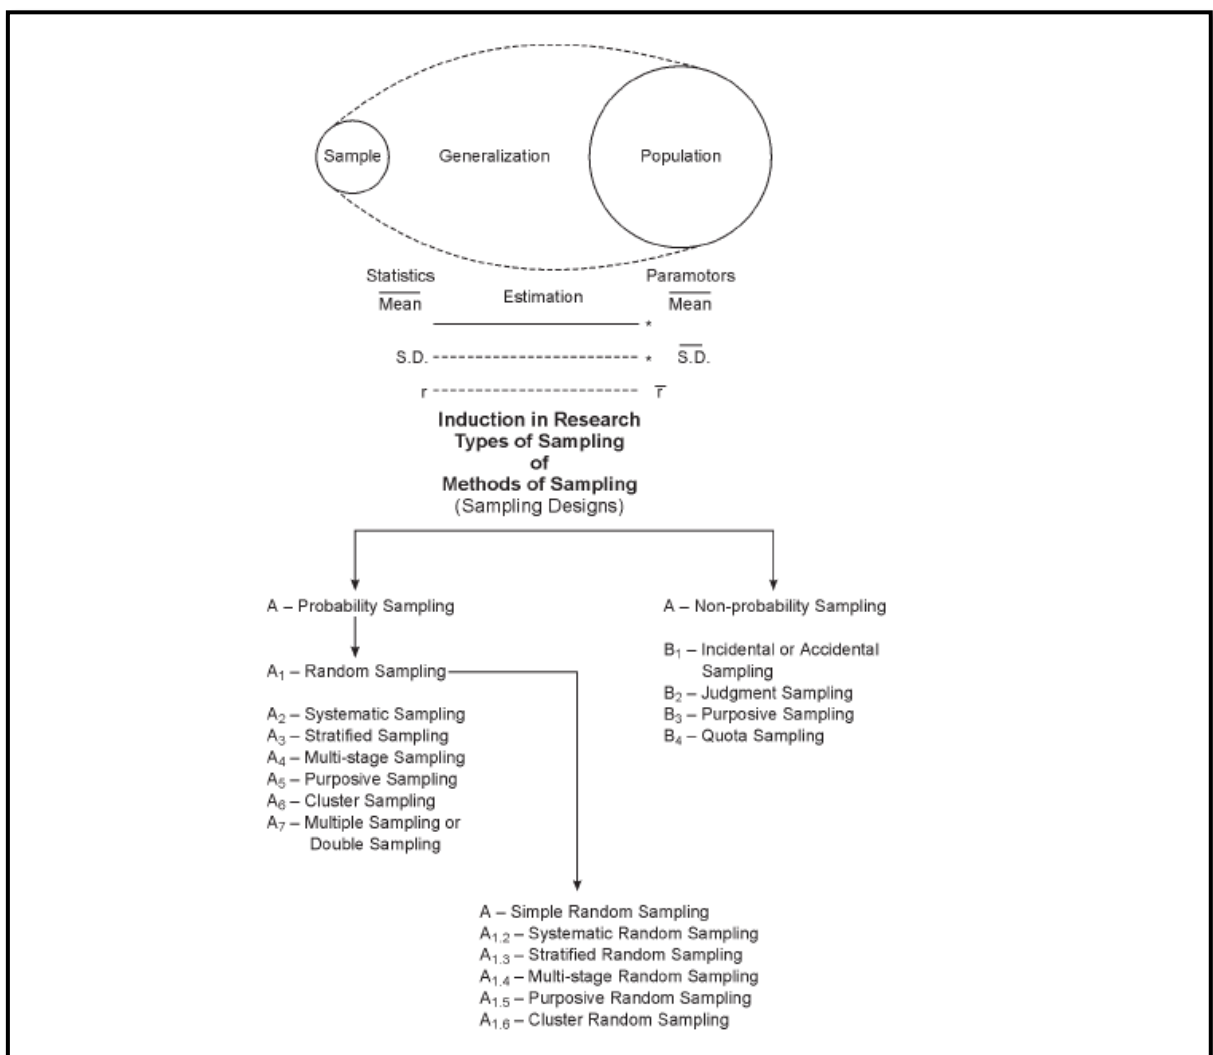 Sample Generalization Population
Statistics Paramotors
Mean Estimation Mean
*
S.D. * S.D.
r r̅
Induction in Research
Types of Sampling
of
Methods of Sampling
(Sampling Designs)
A – Probability Sampling
A₁ – Random Sampling
A₂ – Systematic Sampling
A₃ – Stratified Sampling
A₄ – Multi-stage Sampling
A₅ – Purposive Sampling
A₆ – Cluster Sampling
A₇ – Multiple Sampling or
Double Sampling
A – Non-probability Sampling
B₁ – Incidental or Accidental
Sampling
B₂ – Judgment Sampling
B₃ – Purposive Sampling
B₄ – Quota Sampling
A – Simple Random Sampling
A₁.₂ – Systematic Random Sampling
A₁.₃ – Stratified Random Sampling
A₁.₄ – Multi-stage Random Sampling
A₁.₅ – Purposive Random Sampling
A₁.₆ – Cluster Random Sampling